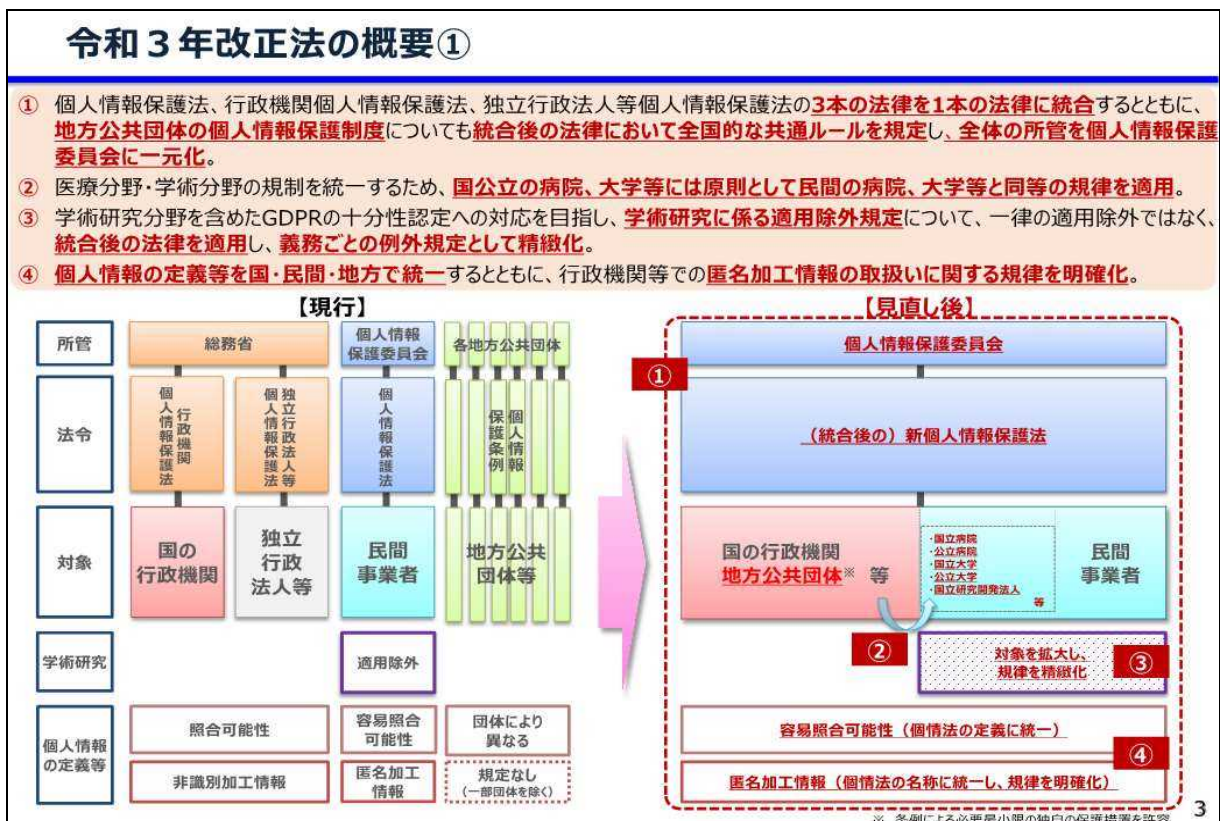 令和3年改正法の概要①
① 個人情報保護法、行政機関個人情報保護法、独立行政法人等個人情報保護法の3本の法律を1本の法律に統合するとともに、
地方公共団体の個人情報保護制度についても統合後の法律において全国的な共通ルールを規定し、全体の所管を個人情報保護
委員会に一元化。
② 医療分野・学術分野の規制を統一するため、国公立の病院、大学等には原則として民間の病院、大学等と同等の規律を適用。
③ 学術研究分野を含めたGDPRの十分性認定への対応を目指し、学術研究に係る適用除外規定について、一律の適用除外ではなく、
統合後の法律を適用し、義務ごとの例外規定として精緻化。
④ 個人情報の定義等を国・民間・地方で統一するとともに、行政機関等での匿名加工情報の取扱いに関する規律を明確化。
【現行】
所管
総務省
個人情報
保護委員会
各地方公共団体
法令
行政機関
個人情報保護法
独立行政法人等
個人情報保護法
個人情報保護法
個人情報
保護条例
対象
国の
行政機関
独立
行政
法人等
民間
事業者
地方公共
団体等
学術研究
適用除外
個人情報
の定義等
照合可能性
容易照合
可能性
団体により
異なる
非識別加工情報
匿名加工
情報
規定なし
(一部団体を除く)
【見直し後】
①
個人情報保護委員会
(統合後の)新個人情報保護法
国の行政機関
地方公共団体※ 等
・国立病院
・公立病院
・国立大学
・公立大学
・国立研究開発法人
等
民間
事業者
②
対象を拡大し、
規律を精緻化
③
容易照合可能性(個情法の定義に統一)
④
匿名加工情報(個情法の名称に統一し、規律を明確化)
※ 条例による必要最小限の独自の保護措置を許容
3